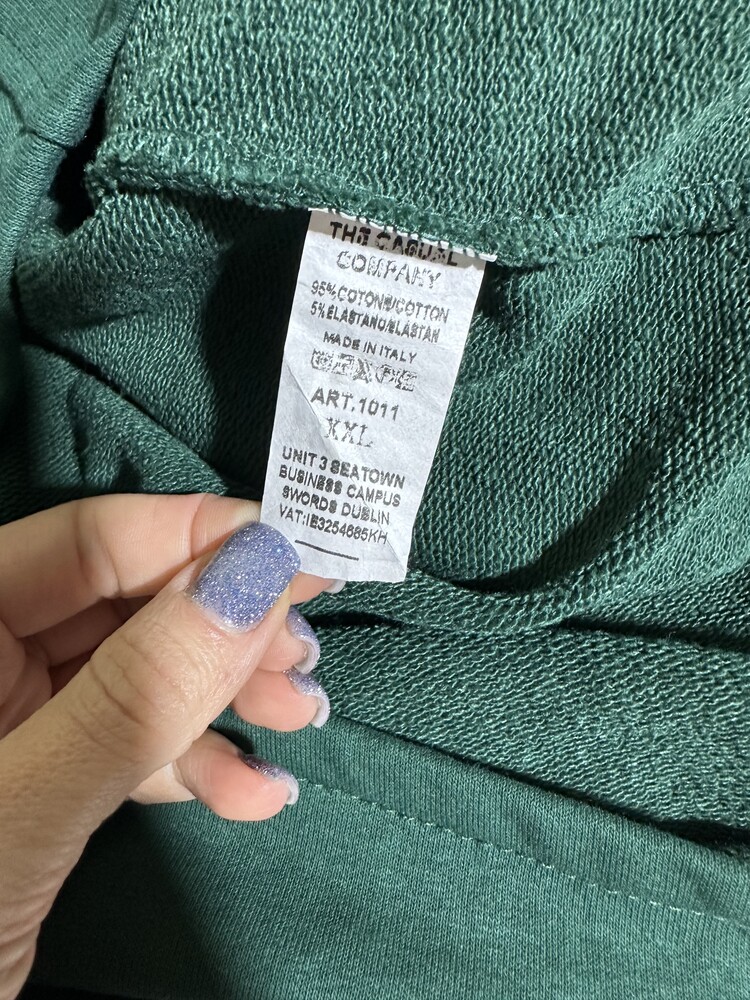 THE CASUAL
COMPANY
95%COTONE/COTTON
5%ELASTANO/ELASTAN
MADE IN ITALY
ART.1011
XXL
UNIT 3 SEATOWN
BUSINESS CAMPUS
SWORDS DUBLIN
VAT:IE3254685KH